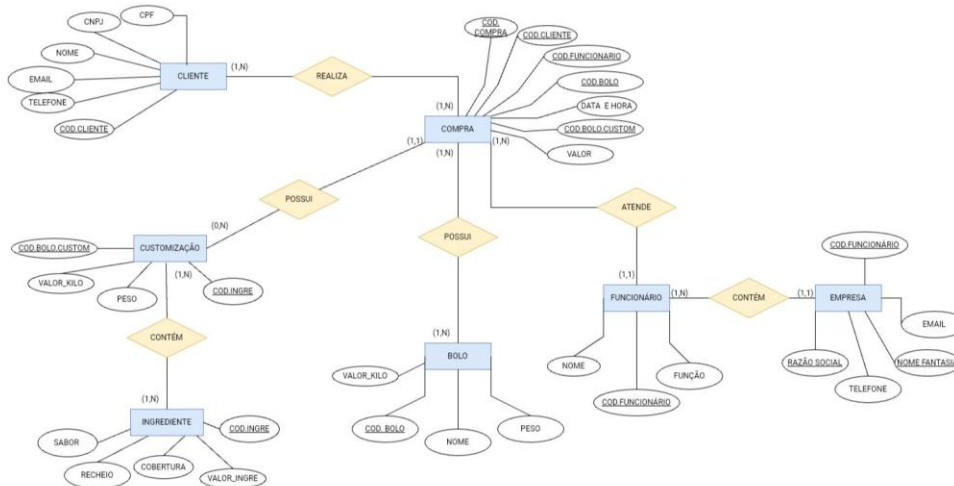 CNPJ
CPF
NOME
EMAIL
TELEFONE
COD.CLIENTE
CLIENTE
(1,N)
REALIZA
(1,N)
COD.
COMPRA
COD.CLIENTE
COD.FUNCIONARIO
COD.BOLO
DATA E HORA
COD.BOLO.CUSTOM
VALOR
COMPRA
(1,1)
(1,N)
(1,N)
POSSUI
(0,N)
COD.BOLO.CUSTOM
CUSTOMIZAÇÃO
VALOR_KILO
PESO
(1,N)
COD.INGRE
CONTÉM
(1,N)
INGREDIENTE
SABOR
RECHEIO
COBERTURA
VALOR_INGRE
COD.INGRE
POSSUI
(1,N)
BOLO
VALOR_KILO
COD. BOLO
NOME
PESO
ATENDE
(1,1)
FUNCIONÁRIO
(1,N)
NOME
COD.FUNCIONÁRIO
FUNÇÃO
CONTÉM
(1,1)
EMPRESA
COD.FUNCIONÁRIO
EMAIL
NOME FANTASI
RAZÃO SOCIAL
TELEFONE